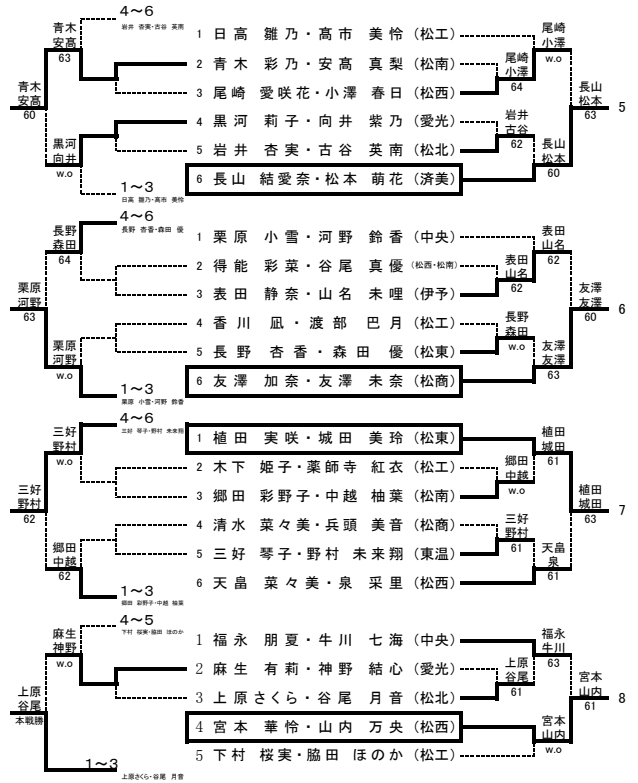 4～6
岩井 杏実・古谷 英南
青木
安髙
63
1 日高 雛乃・髙市 美怜 (松工)
尾崎
小澤
w.o
2 青木 彩乃・安髙 真梨 (松南)
尾崎
小澤
64
3 尾崎 愛咲花・小澤 春日 (松西)
青木
安髙
60
長山
松本
63
5
4 黒河 莉子・向井 紫乃 (愛光)
岩井
古谷
62
黒河
向井
w.o
5 岩井 杏実・古谷 英南 (松北)
長山
松本
60
6 長山 結愛奈・松本 萌花 (済美)
1～3
日高 雛乃・髙市 美怜
4～6
長野 杏香・森田 優
長野
森田
64
1 栗原 小雪・河野 鈴香 (中央)
表田
山名
62
2 得能 彩菜・谷尾 真優 (松西・松南)
表田
山名
62
3 表田 静奈・山名 未哩 (伊予)
栗原
河野
63
友澤
友澤
60
6
4 香川 凪・渡部 巴月 (松工)
長野
森田
w.o
栗原
河野
w.o
5 長野 杏香・森田 優 (松東)
友澤
友澤
63
6 友澤 加奈・友澤 未奈 (松商)
1～3
栗原 小雪・河野 鈴香
4～6
三好 琴子・野村 未来翔
三好
野村
w.o
1 植田 実咲・城田 美玲 (松東)
植田
城田
61
2 木下 姫子・薬師寺 紅衣 (松工)
郷田
中越
w.o
3 郷田 彩野子・中越 柚葉 (松南)
三好
野村
62
植田
城田
63
7
4 清水 菜々美・兵頭 美音 (松商)
三好
野村
61
郷田
中越
62
5 三好 琴子・野村 未来翔 (東温)
天畠
泉
61
6 天畠 菜々美・泉 采里 (松西)
1～3
郷田 彩野子・中越 柚葉
4～5
下村 桜実・脇田 ほのか
麻生
神野
w.o
1 福永 朋夏・牛川 七海 (中央)
福永
牛川
63
2 麻生 有莉・神野 結心 (愛光)
上原
谷尾
61
3 上原さくら・谷尾 月音 (松北)
上原
谷尾
本戦勝
宮本
山内
61
8
4 宮本 華怜・山内 万央 (松西)
宮本
山内
w.o
5 下村 桜実・脇田 ほのか (松工)
1～3
上原さくら・谷尾 月音